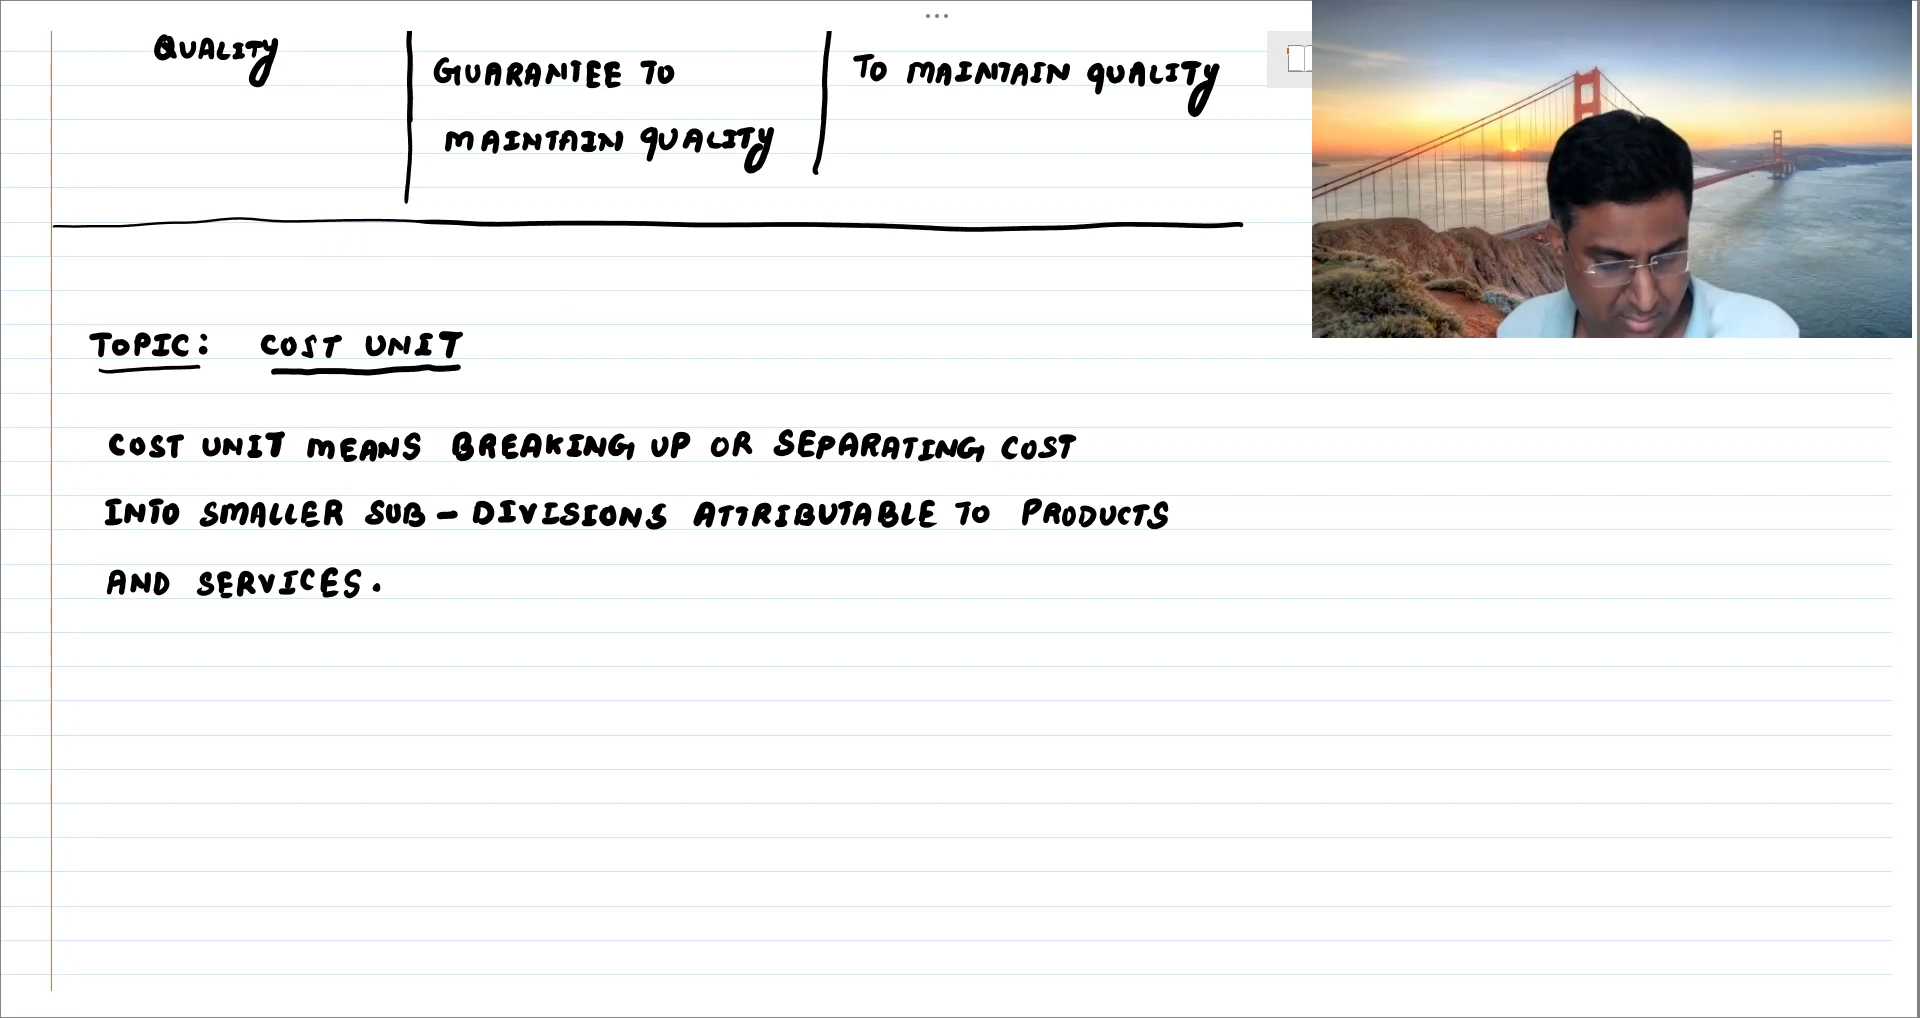 QUALITY
GUARANTEE TO
MAINTAIN QUALITY
TO MAINTAIN QUALITY
TOPIC: COST UNIT
COST UNIT MEANS BREAKING UP OR SEPARATING COST
INTO SMALLER SUB-DIVISIONS ATTRIBUTABLE TO PRODUCTS
AND SERVICES.